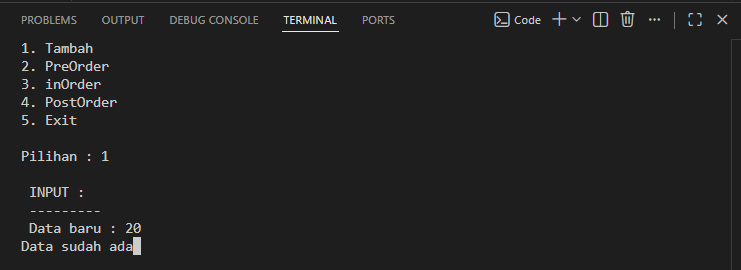 PROBLEMS OUTPUT DEBUG CONSOLE TERMINAL PORTS Code
1. Tambah
2. PreOrder
3. inOrder
4. PostOrder
5. Exit
Pilihan : 1
INPUT :
---------
Data baru : 20
Data sudah ada